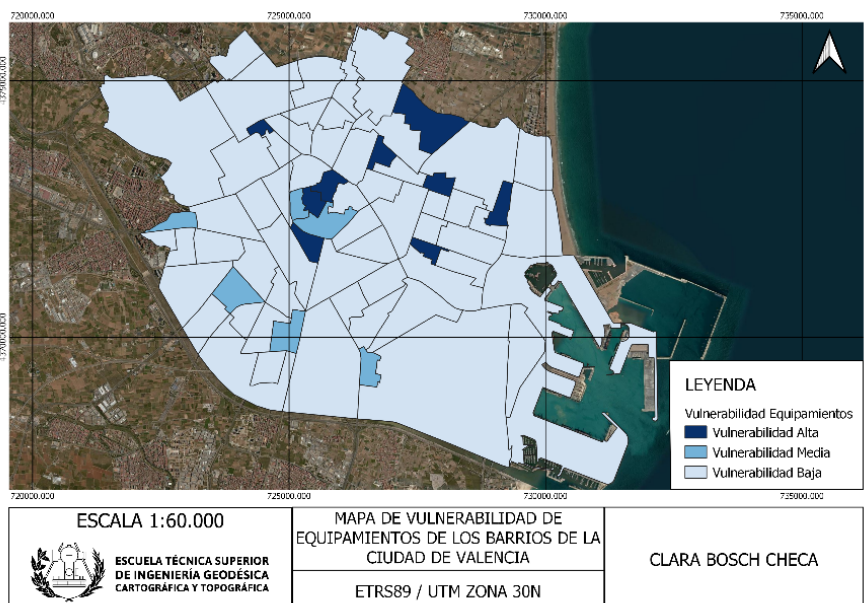 720000.000 725000.000 730000.000 735000.000
4375000.000
4370000.000
LEYENDA
Vulnerabilidad Equipamientos
Vulnerabilidad Alta
Vulnerabilidad Media
Vulnerabilidad Baja
720000.000 725000.000 730000.000 735000.000
ESCALA 1:60.000
ESCUELA TÉCNICA SUPERIOR
DE INGENIERÍA GEODÉSICA
CARTOGRÁFICA Y TOPOGRÁFICA
MAPA DE VULNERABILIDAD DE
EQUIPAMIENTOS DE LOS BARRIOS DE LA
CIUDAD DE VALENCIA
ETRS89 / UTM ZONA 30N
CLARA BOSCH CHECA